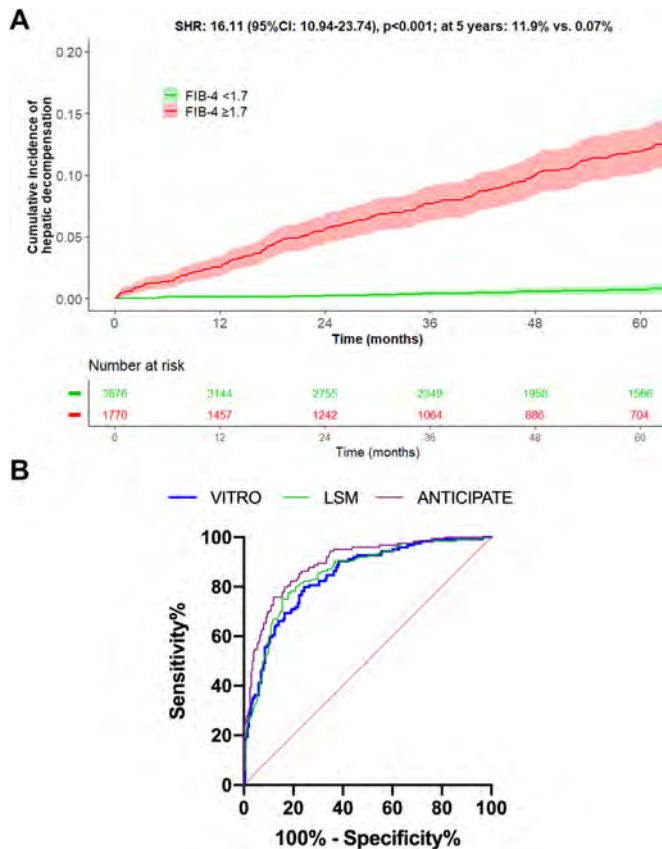 A
SHR: 16.11 (95%CI: 10.94-23.74), p<0.001; at 5 years: 11.9% vs. 0.07%
Cumulative incidence of
hepatic decompensation
0.20
0.15
0.10
0.05
0.00
FIB-4 <1.7
FIB-4 ≥1.7
0 12 24 36 48 60
Time (months)
Number at risk
3876 3144 2755 2349 1958 1566
1770 1457 1242 1064 886 704
0 12 24 36 48 60
Time (months)
B
VITRO LSM ANTICIPATE
Sensitivity%
100
80
60
40
20
0
0 20 40 60 80 100
100% - Specificity%